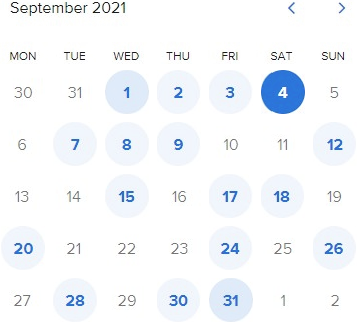 September 2021
MON TUE WED THU FRI SAT SUN
30 31 1 2 3 4 5
6 7 8 9 10 11 12
13 14 15 16 17 18 19
20 21 22 23 24 25 26
27 28 29 30 31 1 2